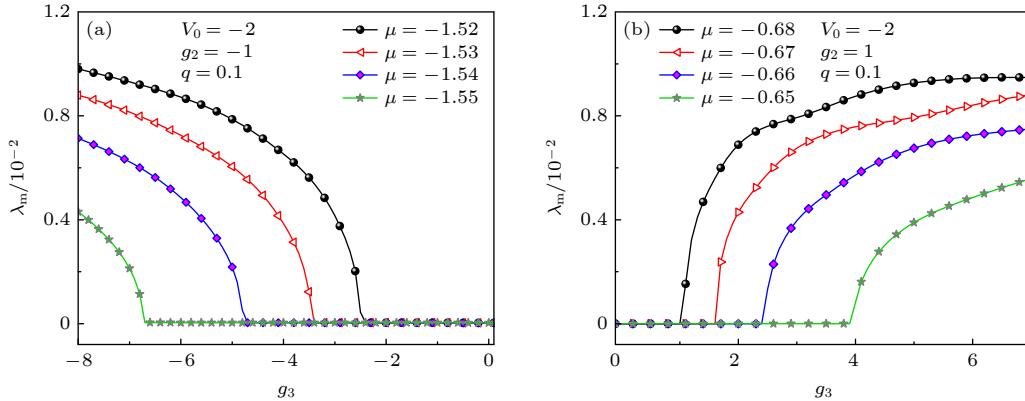 (a)
V₀ = −2
g₂ = −1
q = 0.1
μ = −1.52
μ = −1.53
μ = −1.54
μ = −1.55
λₘ/10⁻²
1.2
0.8
0.4
0
−8
−6
−4
−2
0
g₃
(b)
μ = −0.68
μ = −0.67
μ = −0.66
μ = −0.65
V₀ = −2
g₂ = 1
q = 0.1
λₘ/10⁻²
1.2
0.8
0.4
0
0
2
4
6
g₃